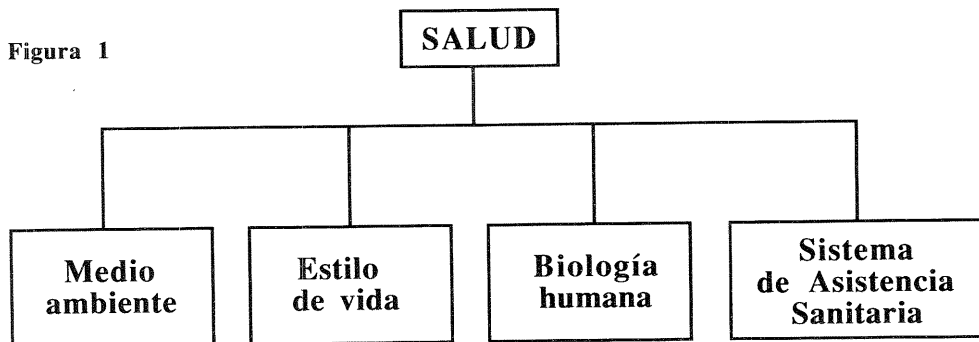 Figura 1
SALUD
Medio
ambiente
Estilo
de vida
Biología
humana
Sistema
de Asistencia
Sanitaria